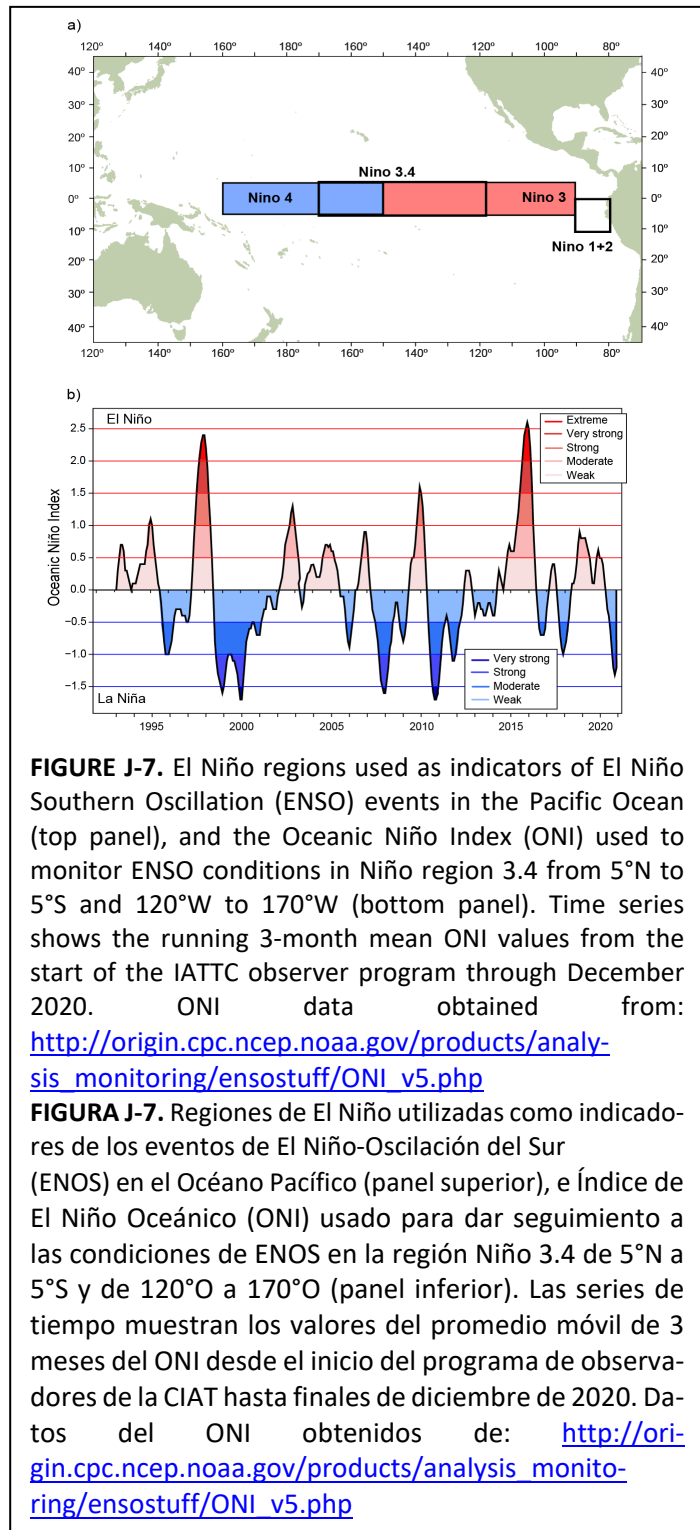 a)
120° 140° 160° 180° 170° 150° 140° 120° 100° 80°
40° 40°
30° 30°
20° 20°
10° 10°
0° 0°
10° 10°
20° 20°
30° 30°
40° 40°
Nino 3.4
Nino 4
Nino 3
Nino 1+2
120° 140° 160° 180° 160° 140° 120° 100° 80°
b)
El Niño
Extreme
Very strong
Strong
Moderate
Weak
Oceanic Niño Index
2.5
2.0
1.5
1.0
0.5
0.0
−0.5
−1.0
−1.5
Very strong
Strong
Moderate
Weak
La Niña
1995 2000 2005 2010 2015 2020
FIGURE J-7. El Niño regions used as indicators of El Niño
Southern Oscillation (ENSO) events in the Pacific Ocean
(top panel), and the Oceanic Niño Index (ONI) used to
monitor ENSO conditions in Niño region 3.4 from 5°N to
5°S and 120°W to 170°W (bottom panel). Time series
shows the running 3-month mean ONI values from the
start of the IATTC observer program through December
2020. ONI data obtained from:
http://origin.cpc.ncep.noaa.gov/products/analy-
sis_monitoring/ensostuff/ONI_v5.php
FIGURA J-7. Regiones de El Niño utilizadas como indicado-
res de los eventos de El Niño-Oscilación del Sur
(ENOS) en el Océano Pacífico (panel superior), e Índice de
El Niño Oceánico (ONI) usado para dar seguimiento a
las condiciones de ENOS en la región Niño 3.4 de 5°N a
5°S y de 120°O a 170°O (panel inferior). Las series de
tiempo muestran los valores del promedio móvil de 3
meses del ONI desde el inicio del programa de observa-
dores de la CIAT hasta finales de diciembre de 2020. Da-
tos del ONI obtenidos de: http://ori-
gin.cpc.ncep.noaa.gov/products/analysis_monito-
ring/ensostuff/ONI_v5.php